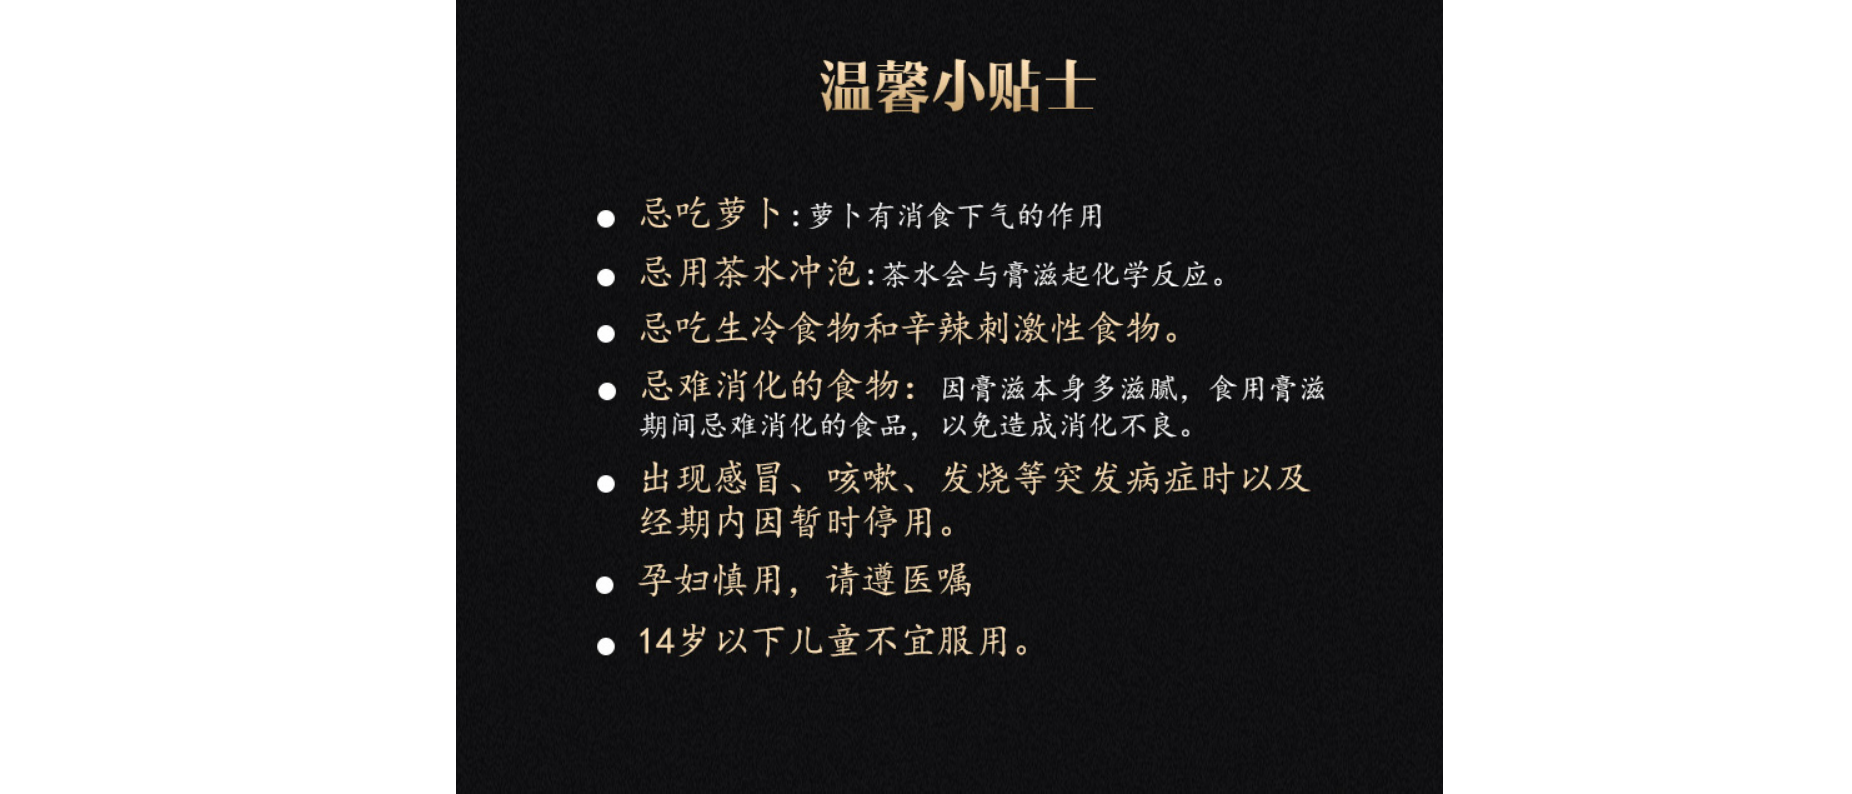 温馨小贴士
忌吃萝卜:萝卜有消食下气的作用
忌用茶水冲泡:茶水会与膏滋起化学反应。
忌吃生冷食物和辛辣刺激性食物。
忌难消化的食物：因膏滋本身多滋腻，食用膏滋
期间忌难消化的食品，以免造成消化不良。
出现感冒、咳嗽、发烧等突发病症时以及
经期内因暂时停用。
孕妇慎用，请遵医嘱
14岁以下儿童不宜服用。